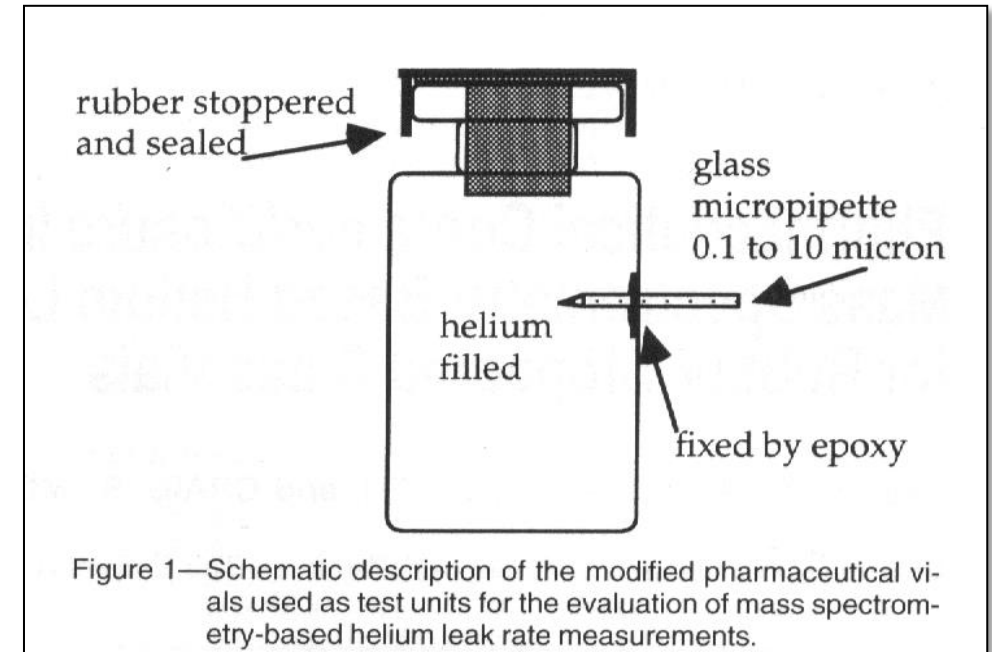 rubber stoppered
and sealed
glass
micropipette
0.1 to 10 micron
helium
filled
fixed by epoxy
Figure 1—Schematic description of the modified pharmaceutical vi-
als used as test units for the evaluation of mass spectrom-
etry-based helium leak rate measurements.